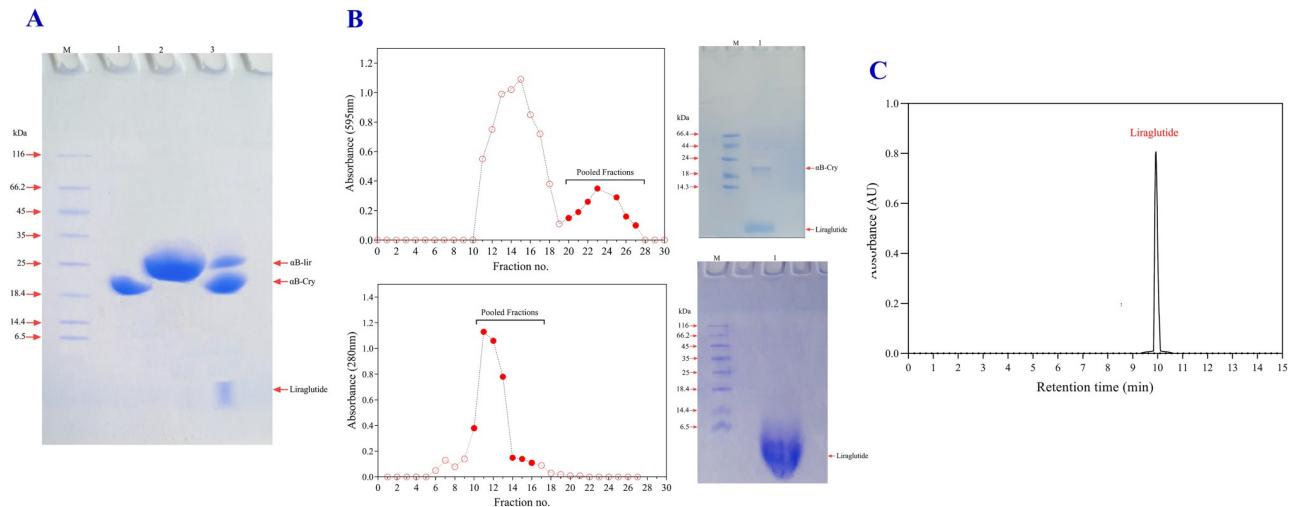 A
M 1 2 3
kDa
116
66.2
45
35
25
18.4
14.4
6.5
αB-lir
αB-Cry
Liraglutide
B
Absorbance (595nm)
1.2
1.0
0.8
0.6
0.4
0.2
0.0
Pooled Fractions
0 2 4 6 8 10 12 14 16 18 20 22 24 26 28 30
Fraction no.
M 1
kDa
66.4
44
24
18
14.3
αB-Cry
Liraglutide
Absorbance (280nm)
1.4
1.2
1.0
0.8
0.6
0.4
0.2
0.0
Pooled Fractions
0 2 4 6 8 10 12 14 16 18 20 22 24 26 28 30
Fraction no.
M 1
kDa
116
66.2
45
35
25
18.4
14.4
6.5
Liraglutide
C
Absorbance (AU)
1.0
0.8
0.6
0.4
0.2
0.0
Liraglutide
0 1 2 3 4 5 6 7 8 9 10 11 12 13 14 15
Retention time (min)